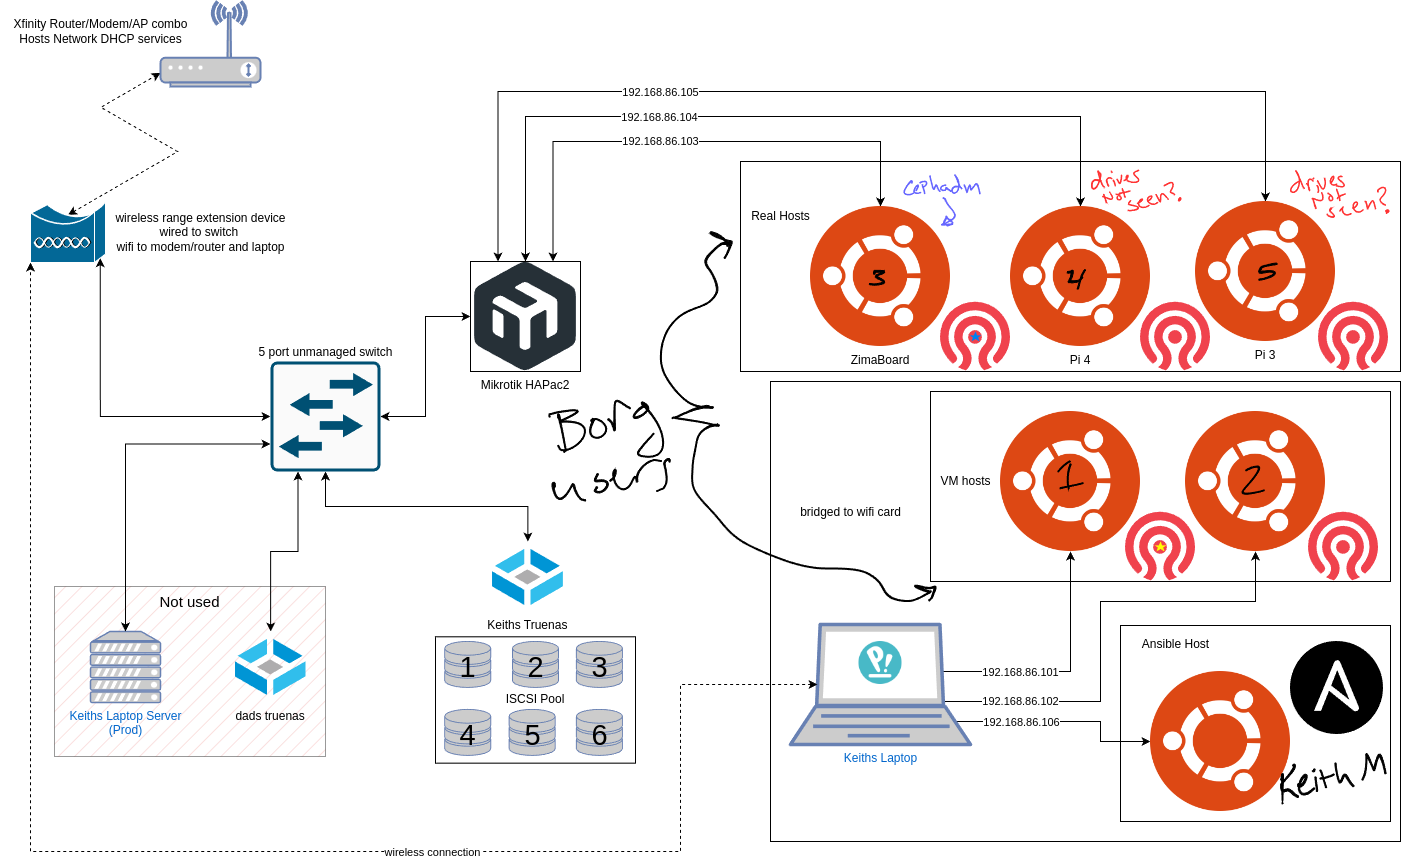 Xfinity Router/Modem/AP combo
Hosts Network DHCP services
192.168.86.105
192.168.86.104
192.168.86.103
wireless range extension device
wired to switch
wifi to modem/router and laptop
Real Hosts
cephadm
drives
Not
seen?
drives
Not
seen?
3
4
5
ZimaBoard
Pi 4
Pi 3
5 port unmanaged switch
Mikrotik HAPac2
Borg
users
VM hosts
1
2
bridged to wifi card
Not used
Keiths Laptop Server
(Prod)
dads truenas
Keiths Truenas
1 2 3
ISCSI Pool
4 5 6
P!
Keiths Laptop
192.168.86.101
192.168.86.102
192.168.86.106
Ansible Host
A
Keith M
wireless connection